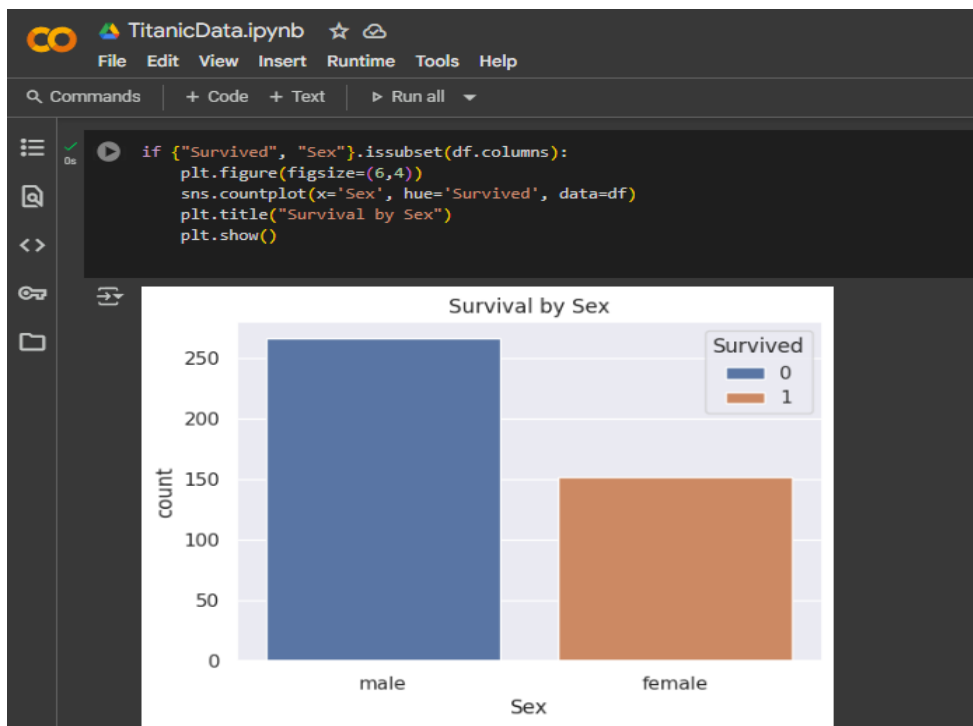 TitanicData.ipynb
File Edit View Insert Runtime Tools Help
Commands + Code + Text Run all
0s
if {"Survived", "Sex"}.issubset(df.columns):
    plt.figure(figsize=(6,4))
    sns.countplot(x='Sex', hue='Survived', data=df)
    plt.title("Survival by Sex")
    plt.show()
Survival by Sex
Survived
0
1
250
200
150
100
50
0
count
male female
Sex